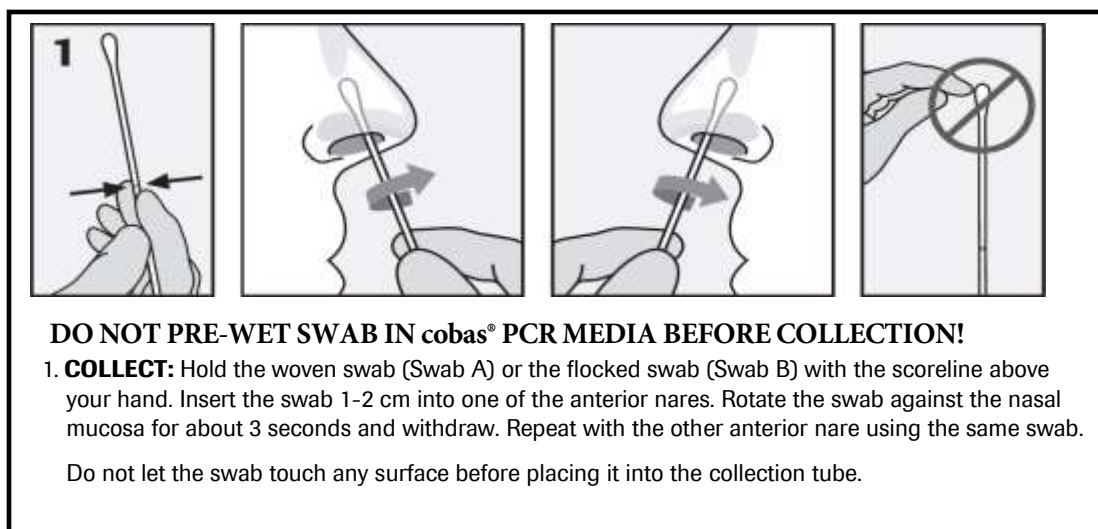 1
DO NOT PRE-WET SWAB IN cobas® PCR MEDIA BEFORE COLLECTION!
1. COLLECT: Hold the woven swab (Swab A) or the flocked swab (Swab B) with the scoreline above
your hand. Insert the swab 1-2 cm into one of the anterior nares. Rotate the swab against the nasal
mucosa for about 3 seconds and withdraw. Repeat with the other anterior nare using the same swab.
Do not let the swab touch any surface before placing it into the collection tube.